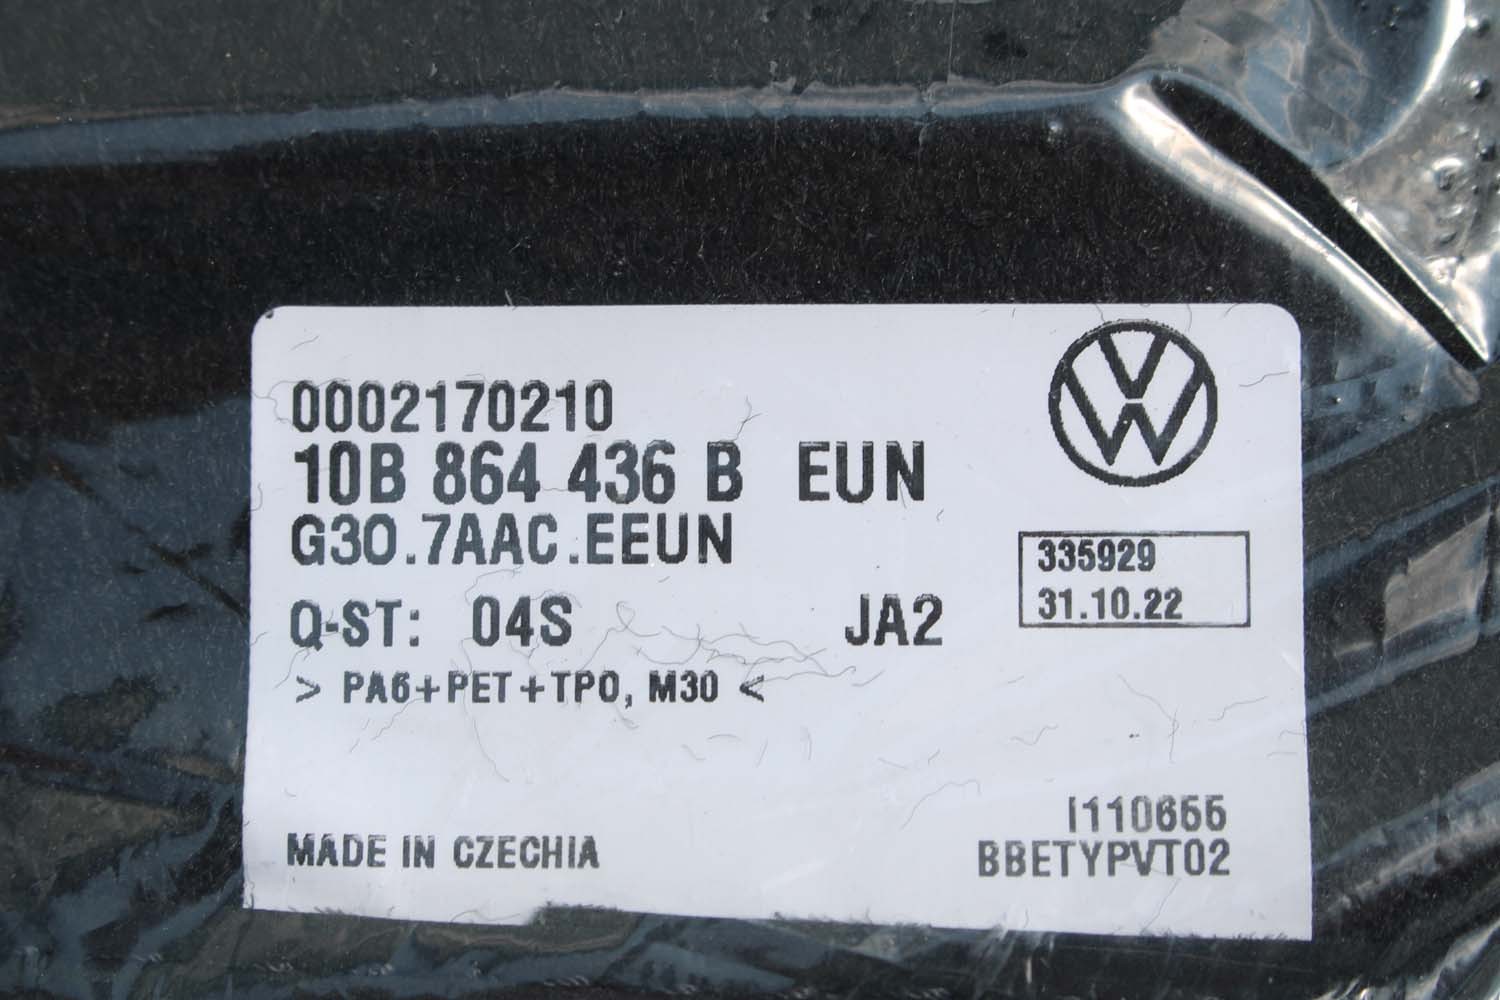 0002170210
10B 864 436 B EUN
G30.7AAC.EEUN
335929
Q-ST: 04S JA2
31.10.22
> PA6+PET+TPO, M30 <
I110655
MADE IN CZECHIA
BBETYPVT02